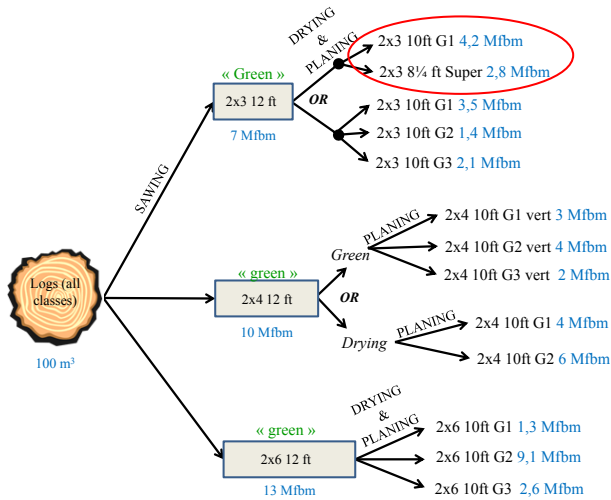 DRYING
&
PLANING
2x3 10ft G1 4,2 Mfbm
2x3 8¼ ft Super 2,8 Mfbm
« Green »
2x3 12 ft
OR
7 Mfbm
2x3 10ft G1 3,5 Mfbm
2x3 10ft G2 1,4 Mfbm
2x3 10ft G3 2,1 Mfbm
SAWING
Logs (all
classes)
100 m³
« green »
2x4 12 ft
10 Mfbm
Green
OR
Drying
PLANING
2x4 10ft G1 vert 3 Mfbm
2x4 10ft G2 vert 4 Mfbm
2x4 10ft G3 vert 2 Mfbm
PLANING
2x4 10ft G1 4 Mfbm
2x4 10ft G2 6 Mfbm
« green »
2x6 12 ft
13 Mfbm
DRYING
&
PLANING
2x6 10ft G1 1,3 Mfbm
2x6 10ft G2 9,1 Mfbm
2x6 10ft G3 2,6 Mfbm